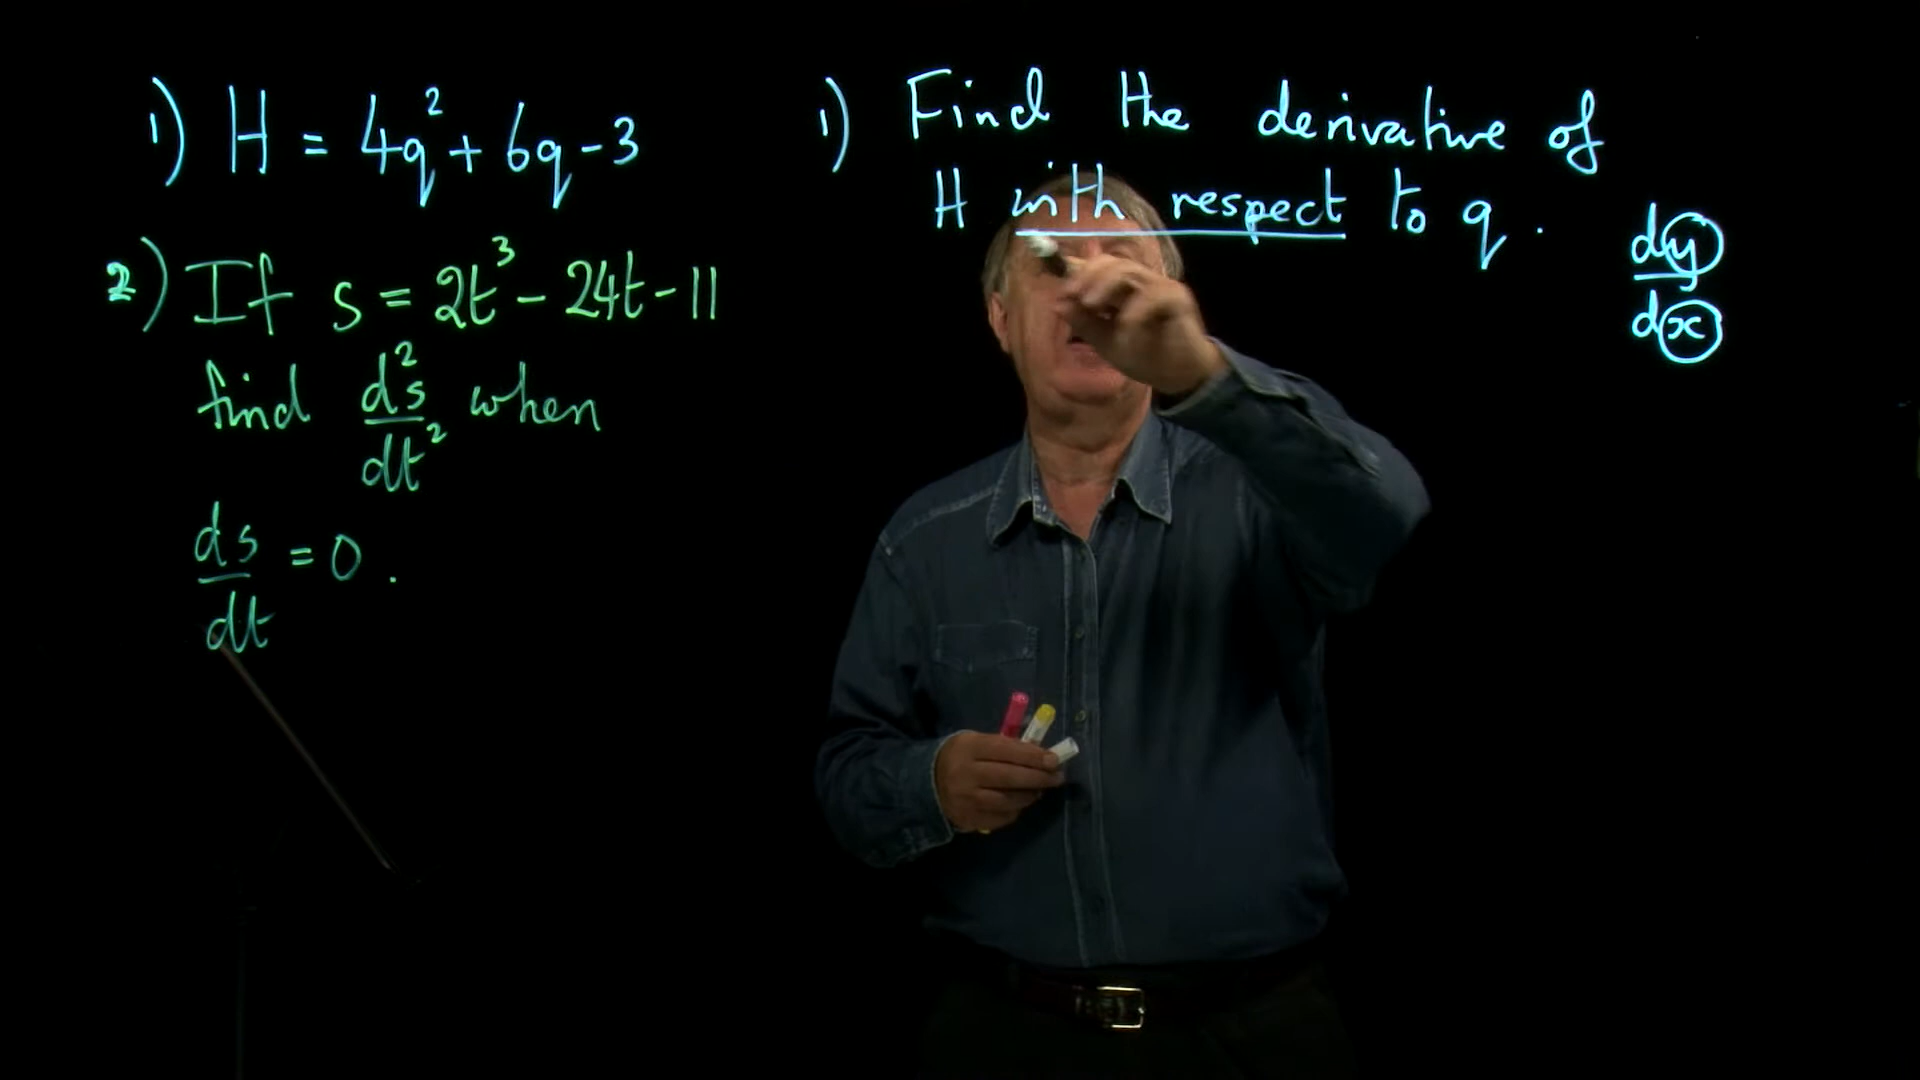 1) H = 4q² + 6q - 3
2) If s = 2t³ - 24t - 11
find d²s/dt² when
ds/dt = 0 .
1) Find the derivative of
H with respect to q .
dy/dx